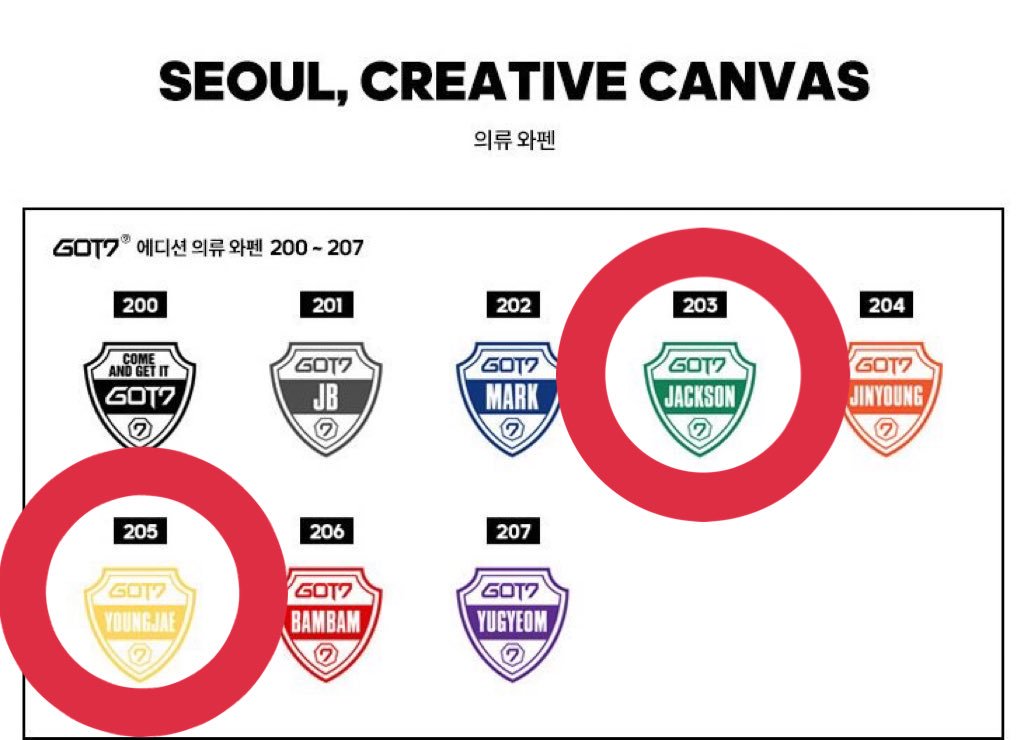 SEOUL, CREATIVE CANVAS
의류 와펜
GOT7 에디션 의류 와펜 200 ~ 207
200 201 202 203 204
COME
AND GET IT
GOT7
7
GOT7
JB
7
GOT7
MARK
7
GOT7
JACKSON
7
GOT7
JINYOUNG
7
205 206 207
GOT7
YOUNGJAE
7
GOT7
BAMBAM
7
GOT7
YUGYEOM
7